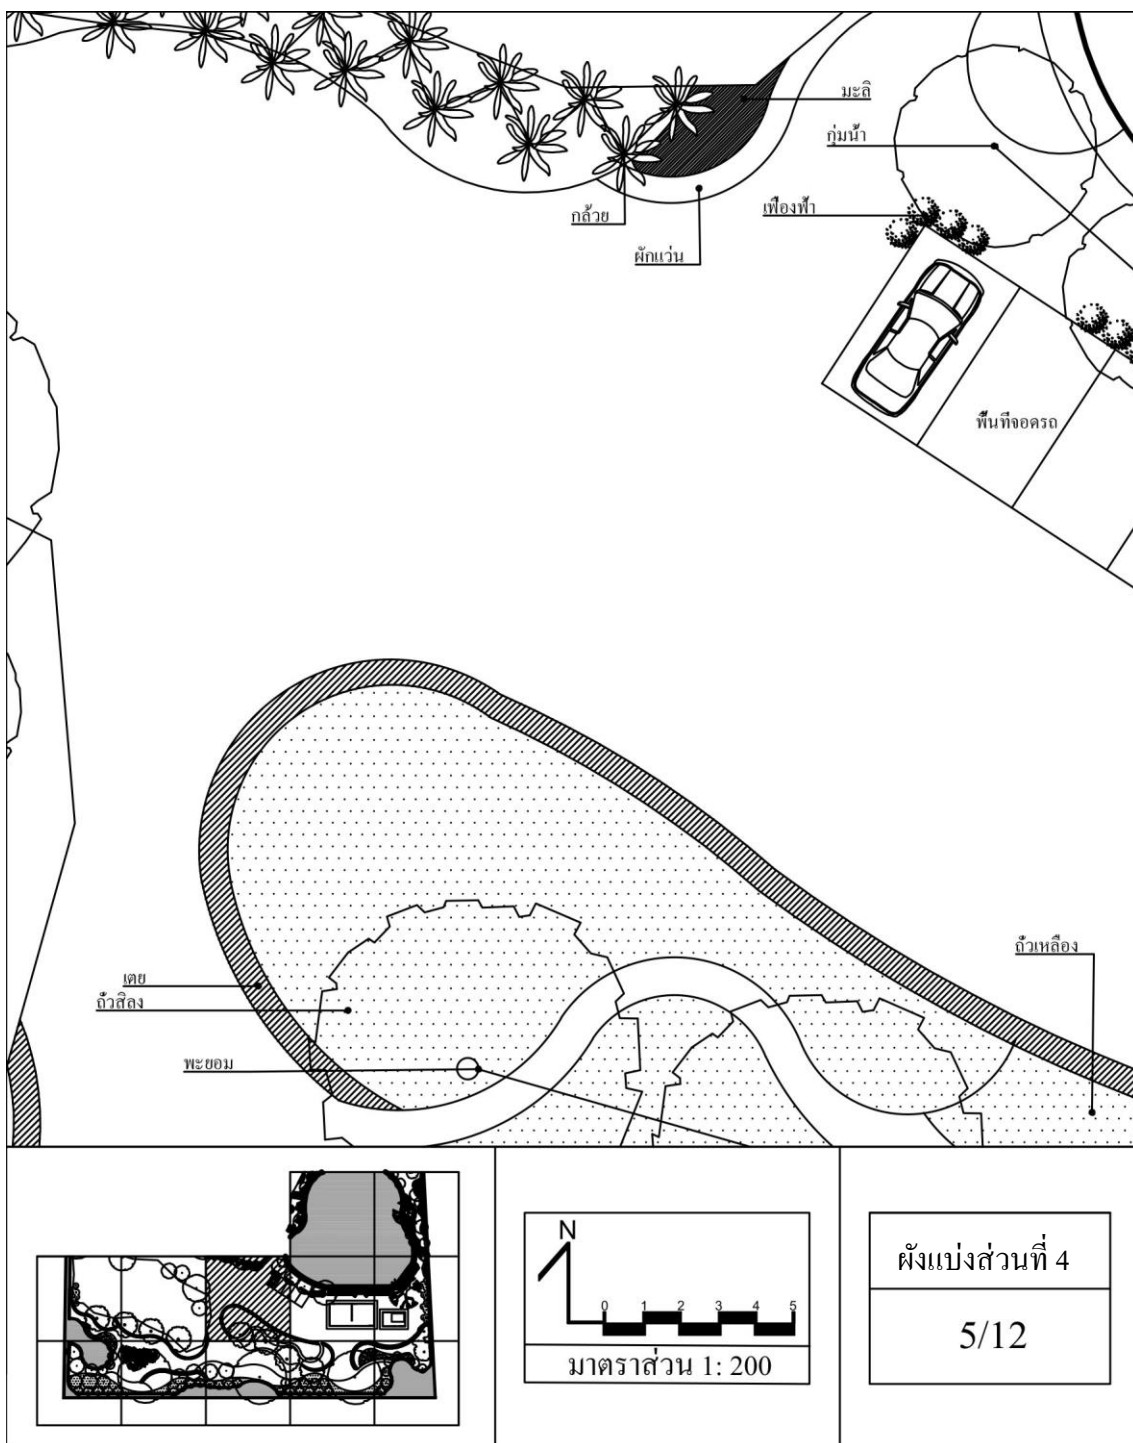 มะลิ
กุ่มน้ำ
เฟื่องฟ้า
กล้วย
ผักแว่น
พื้นที่จอดรถ
ถั่วเหลือง
เตย
ถั่วลิสง
พะยอม
N
0 1 2 3 4 5
มาตราส่วน 1: 200
ผังแบ่งส่วนที่ 4
5/12